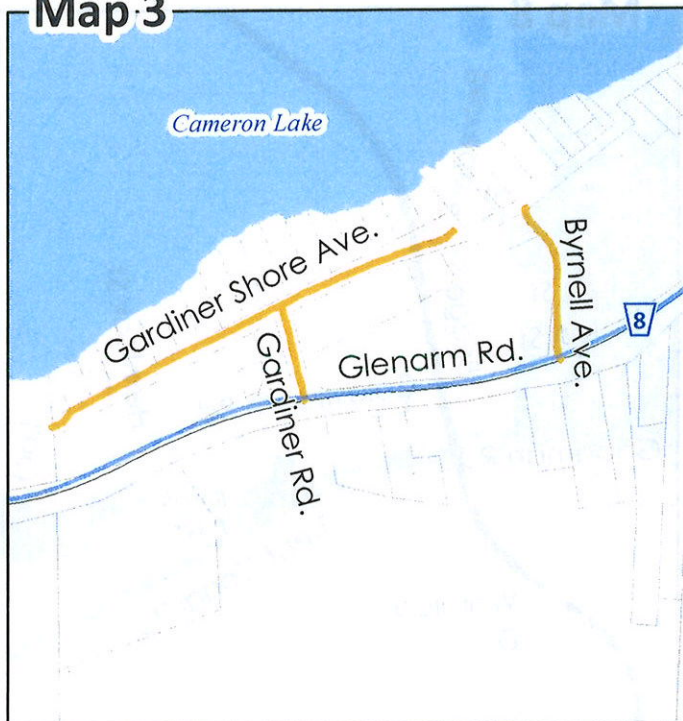 Map 3
Cameron Lake
Gardiner Shore Ave.
Byrnell Ave.
8
Glenarm Rd.
Gardiner Rd.